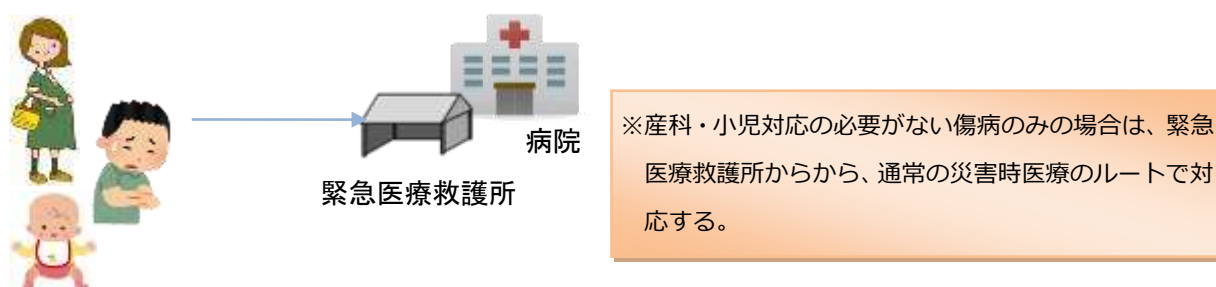 病院
緊急医療救護所
※産科・小児対応の必要がない傷病のみの場合は、緊急
医療救護所からから、通常の災害時医療のルートで対
応する。